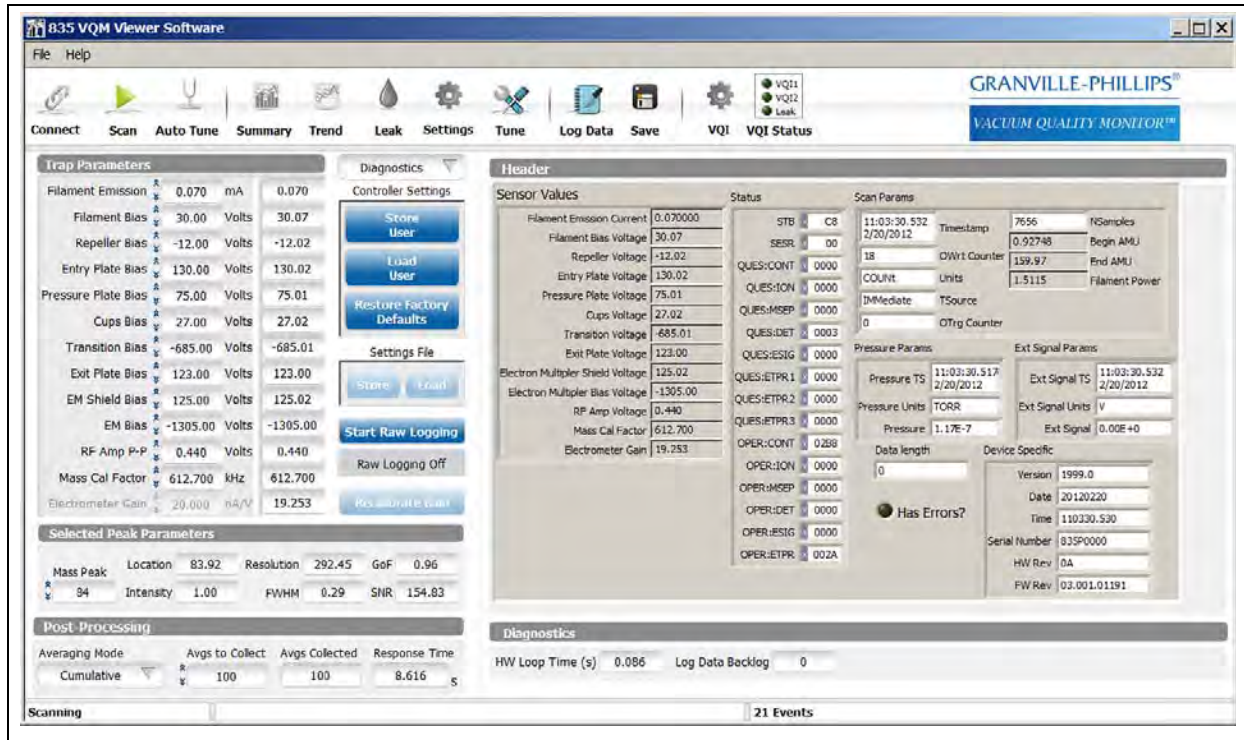 835 VQM Viewer Software
File Help
Connect Scan Auto Tune Summary Trend Leak Settings Tune Log Data Save VQI VQI Status
VQI1
VQI2
Leak
GRANVILLE-PHILLIPS®
VACUUM QUALITY MONITOR™
Trap Parameters
Filament Emission 0.070 mA 0.070
Filament Bias 30.00 Volts 30.07
Repeller Bias -12.00 Volts -12.02
Entry Plate Bias 130.00 Volts 130.02
Pressure Plate Bias 75.00 Volts 75.01
Cups Bias 27.00 Volts 27.02
Transition Bias -685.00 Volts -685.01
Exit Plate Bias 123.00 Volts 123.00
EM Shield Bias 125.00 Volts 125.02
EM Bias -1305.00 Volts -1305.00
RF Amp P-P 0.440 Volts 0.440
Mass Cal Factor 612.700 kHz 612.700
Electrometer Gain 20.000 nA/V 19.253
Diagnostics
Controller Settings
Store User
Load User
Restore Factory Defaults
Settings File
Store Load
Start Raw Logging
Raw Logging Off
Recalibrate Gain
Selected Peak Parameters
Mass Peak 84
Location 83.92 Resolution 292.45 GoF 0.96
Intensity 1.00 FWHM 0.29 SNR 154.83
Post-Processing
Averaging Mode Avgs to Collect Avgs Collected Response Time
Cumulative 100 100 8.616 s
Header
Sensor Values
Filament Emission Current 0.070000
Filament Bias Voltage 30.07
Repeller Voltage -12.02
Entry Plate Voltage 130.02
Pressure Plate Voltage 75.01
Cups Voltage 27.02
Transition Voltage -685.01
Exit Plate Voltage 123.00
Electron Multipler Shield Voltage 125.02
Electron Multipler Bias Voltage -1305.00
RF Amp Voltage 0.440
Mass Cal Factor 612.700
Electrometer Gain 19.253
Status
STB C8
SESR 00
QUES:CONT 0000
QUES:ION 0000
QUES:MSEP 0000
QUES:DET 0003
QUES:ESIG 0000
QUES:ETPR1 0000
QUES:ETPR2 0000
QUES:ETPR3 0000
OPER:CONT 02B8
OPER:ION 0000
OPER:MSEP 0000
OPER:DET 0000
OPER:ESIG 0000
OPER:ETPR 002A
Scan Params
11:03:30.532 2/20/2012 Timestamp
18 OWrt Counter
COUNt Units
IMMediate TSource
0 OTrg Counter
7656 NSamples
0.92748 Begin AMU
159.97 End AMU
1.5115 Filament Power
Pressure Params
Pressure TS 11:03:30.517 2/20/2012
Pressure Units TORR
Pressure 1.17E-7
Ext Signal Params
Ext Signal TS 11:03:30.532 2/20/2012
Ext Signal Units V
Ext Signal 0.00E+0
Data length
0
Has Errors?
Device Specific
Version 1999.0
Date 20120220
Time 110330.530
Serial Number 835P0000
HW Rev 0A
FW Rev 03.001.01191
Diagnostics
HW Loop Time (s) 0.086 Log Data Backlog 0
Scanning
21 Events